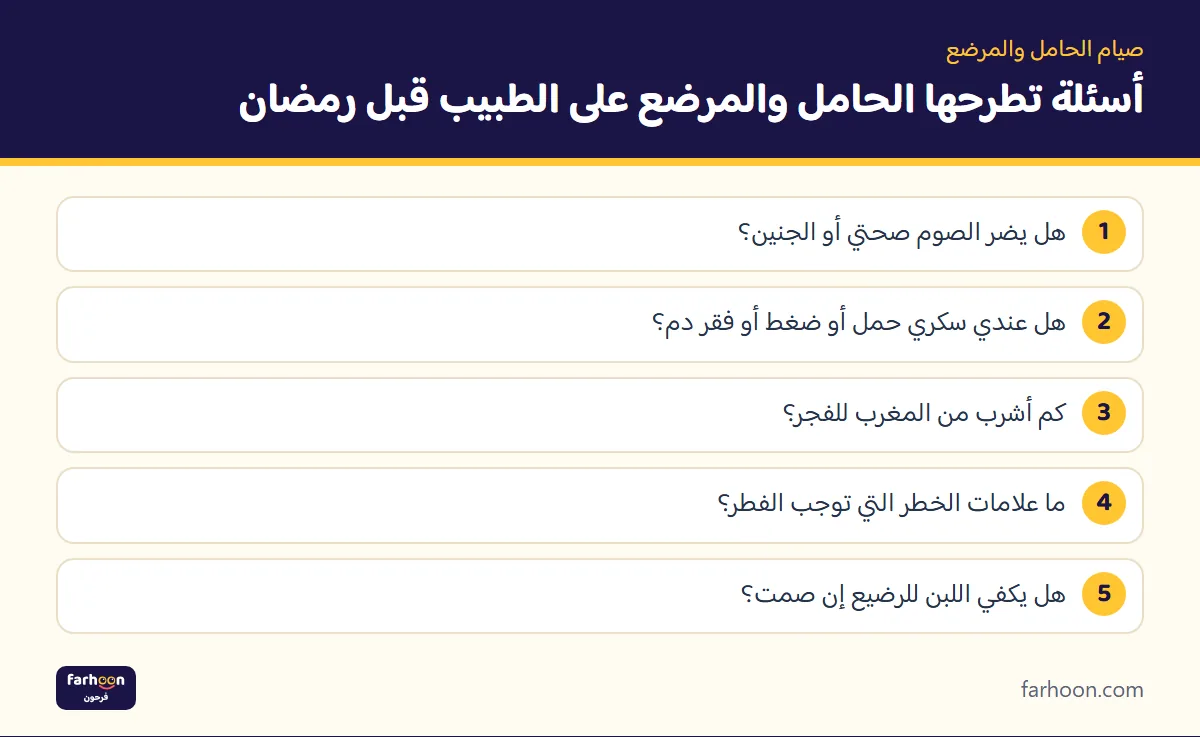 صيام الحامل والمرضع
أسئلة تطرحها الحامل والمرضع على الطبيب قبل رمضان
1 هل يضر الصوم صحتي أو الجنين؟
2 هل عندي سكري حمل أو ضغط أو فقر دم؟
3 كم أشرب من المغرب للفجر؟
4 ما علامات الخطر التي توجب الفطر؟
5 هل يكفي اللبن للرضيع إن صمت؟
farhoon.com
farhoon
فرحون